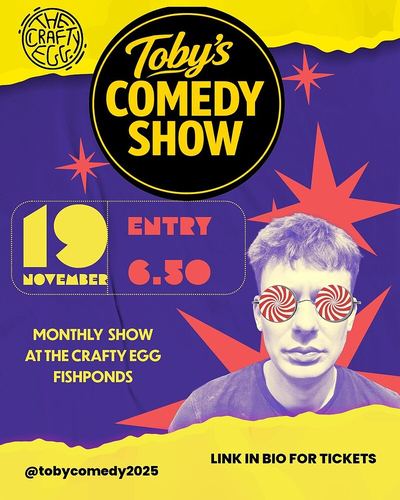 THE
CRAFTY
EGG
Toby's
COMEDY
SHOW
19
NOVEMBER
ENTRY
6.50
MONTHLY SHOW
AT THE CRAFTY EGG
FISHPONDS
LINK IN BIO FOR TICKETS
@tobycomedy2025